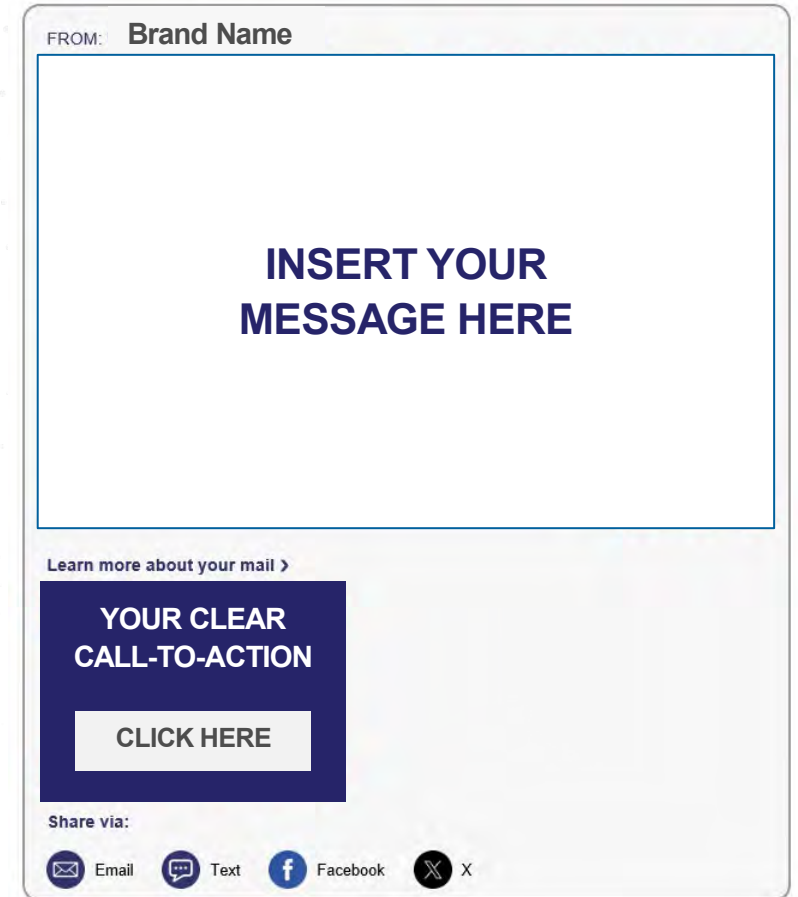 FROM: Brand Name
INSERT YOUR
MESSAGE HERE
Learn more about your mail ›
YOUR CLEAR
CALL-TO-ACTION
CLICK HERE
Share via:
Email Text Facebook X